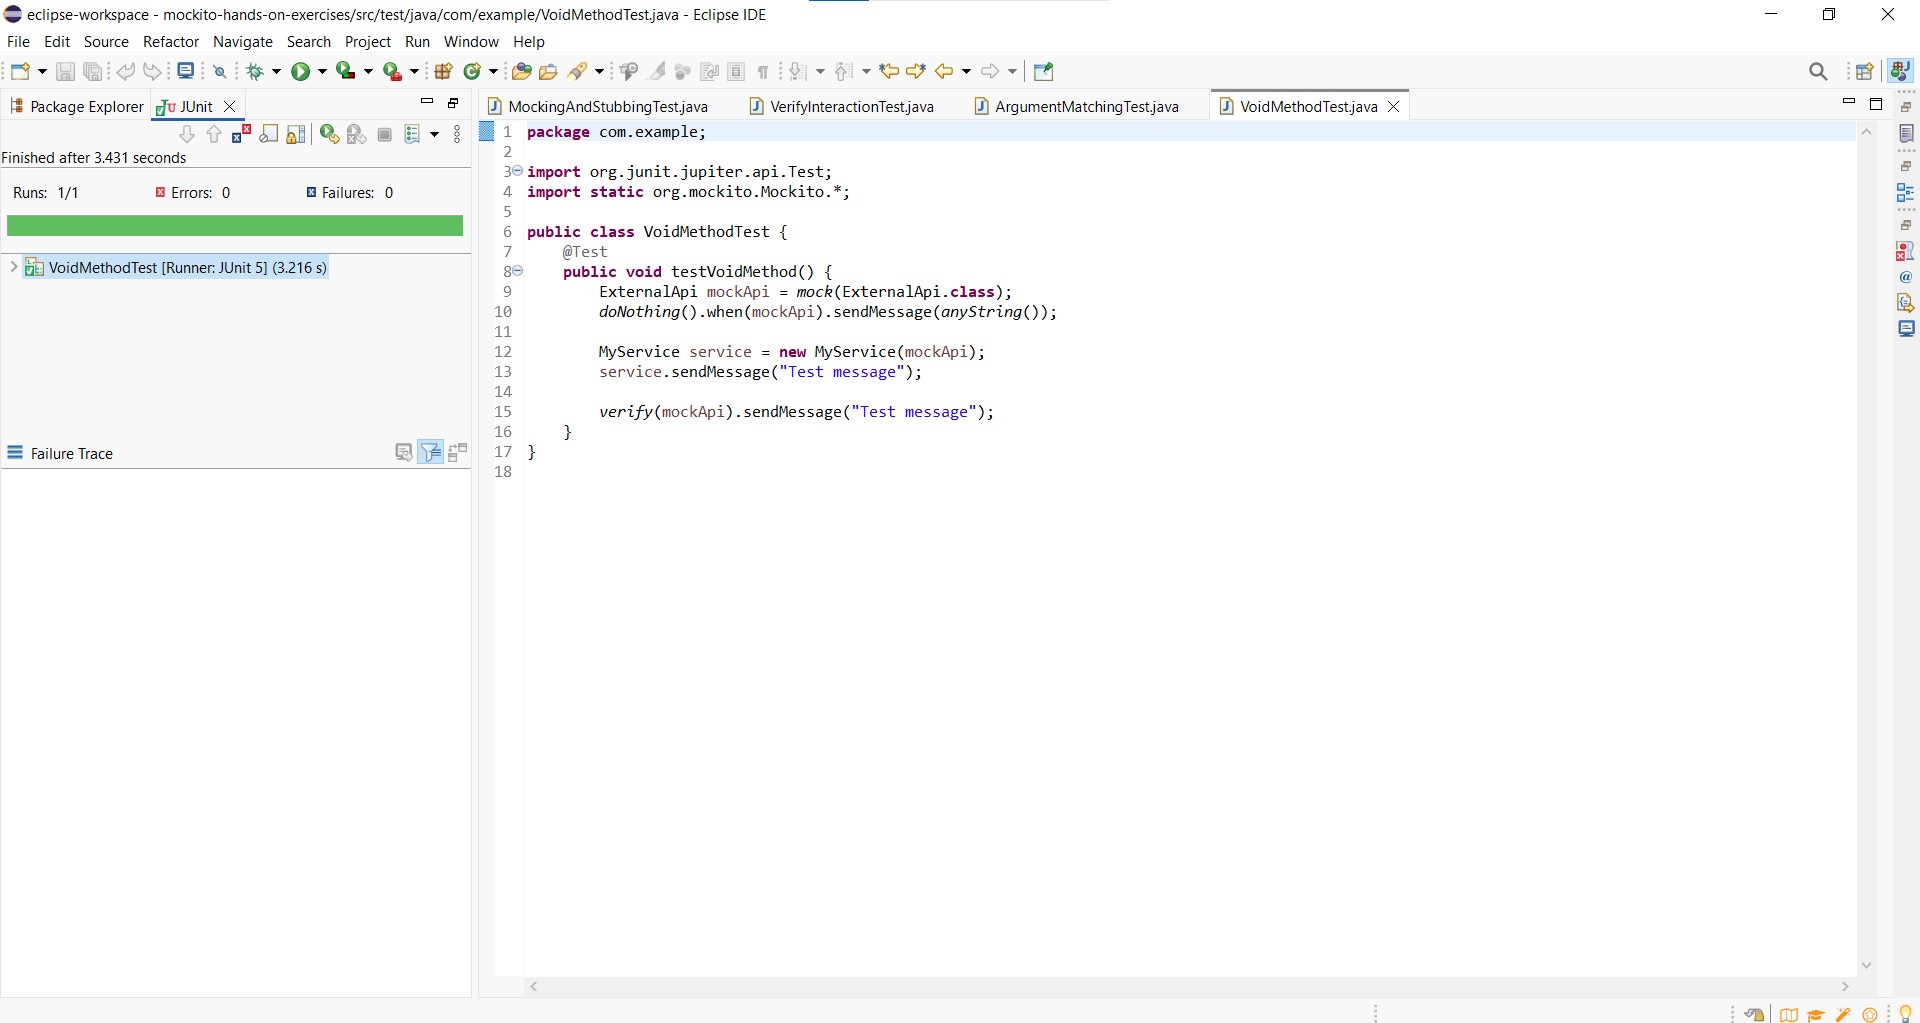 eclipse-workspace - mockito-hands-on-exercises/src/test/java/com/example/VoidMethodTest.java - Eclipse IDE
File Edit Source Refactor Navigate Search Project Run Window Help
Package Explorer JUnit
Finished after 3.431 seconds
Runs: 1/1 Errors: 0 Failures: 0
VoidMethodTest [Runner: JUnit 5] (3.216 s)
Failure Trace
MockingAndStubbingTest.java VerifyInteractionTest.java ArgumentMatchingTest.java VoidMethodTest.java
1 package com.example;
2
3 import org.junit.jupiter.api.Test;
4 import static org.mockito.Mockito.*;
5
6 public class VoidMethodTest {
7     @Test
8     public void testVoidMethod() {
9         ExternalApi mockApi = mock(ExternalApi.class);
10         doNothing().when(mockApi).sendMessage(anyString());
11
12         MyService service = new MyService(mockApi);
13         service.sendMessage("Test message");
14
15         verify(mockApi).sendMessage("Test message");
16     }
17 }
18